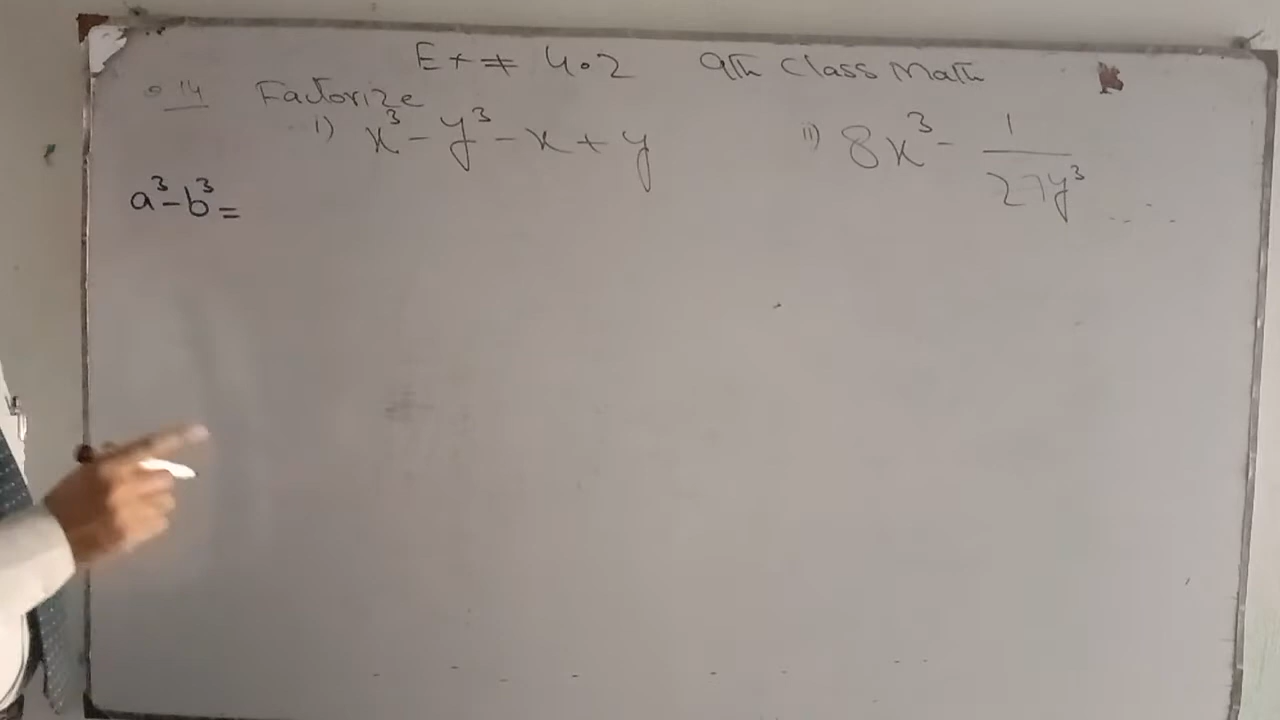 Ex # 4.2 9th Class Math
Q 14 Factorize
i) x³ - y³ - x + y ii) 8x³ - 1/27y³
a³ - b³ =